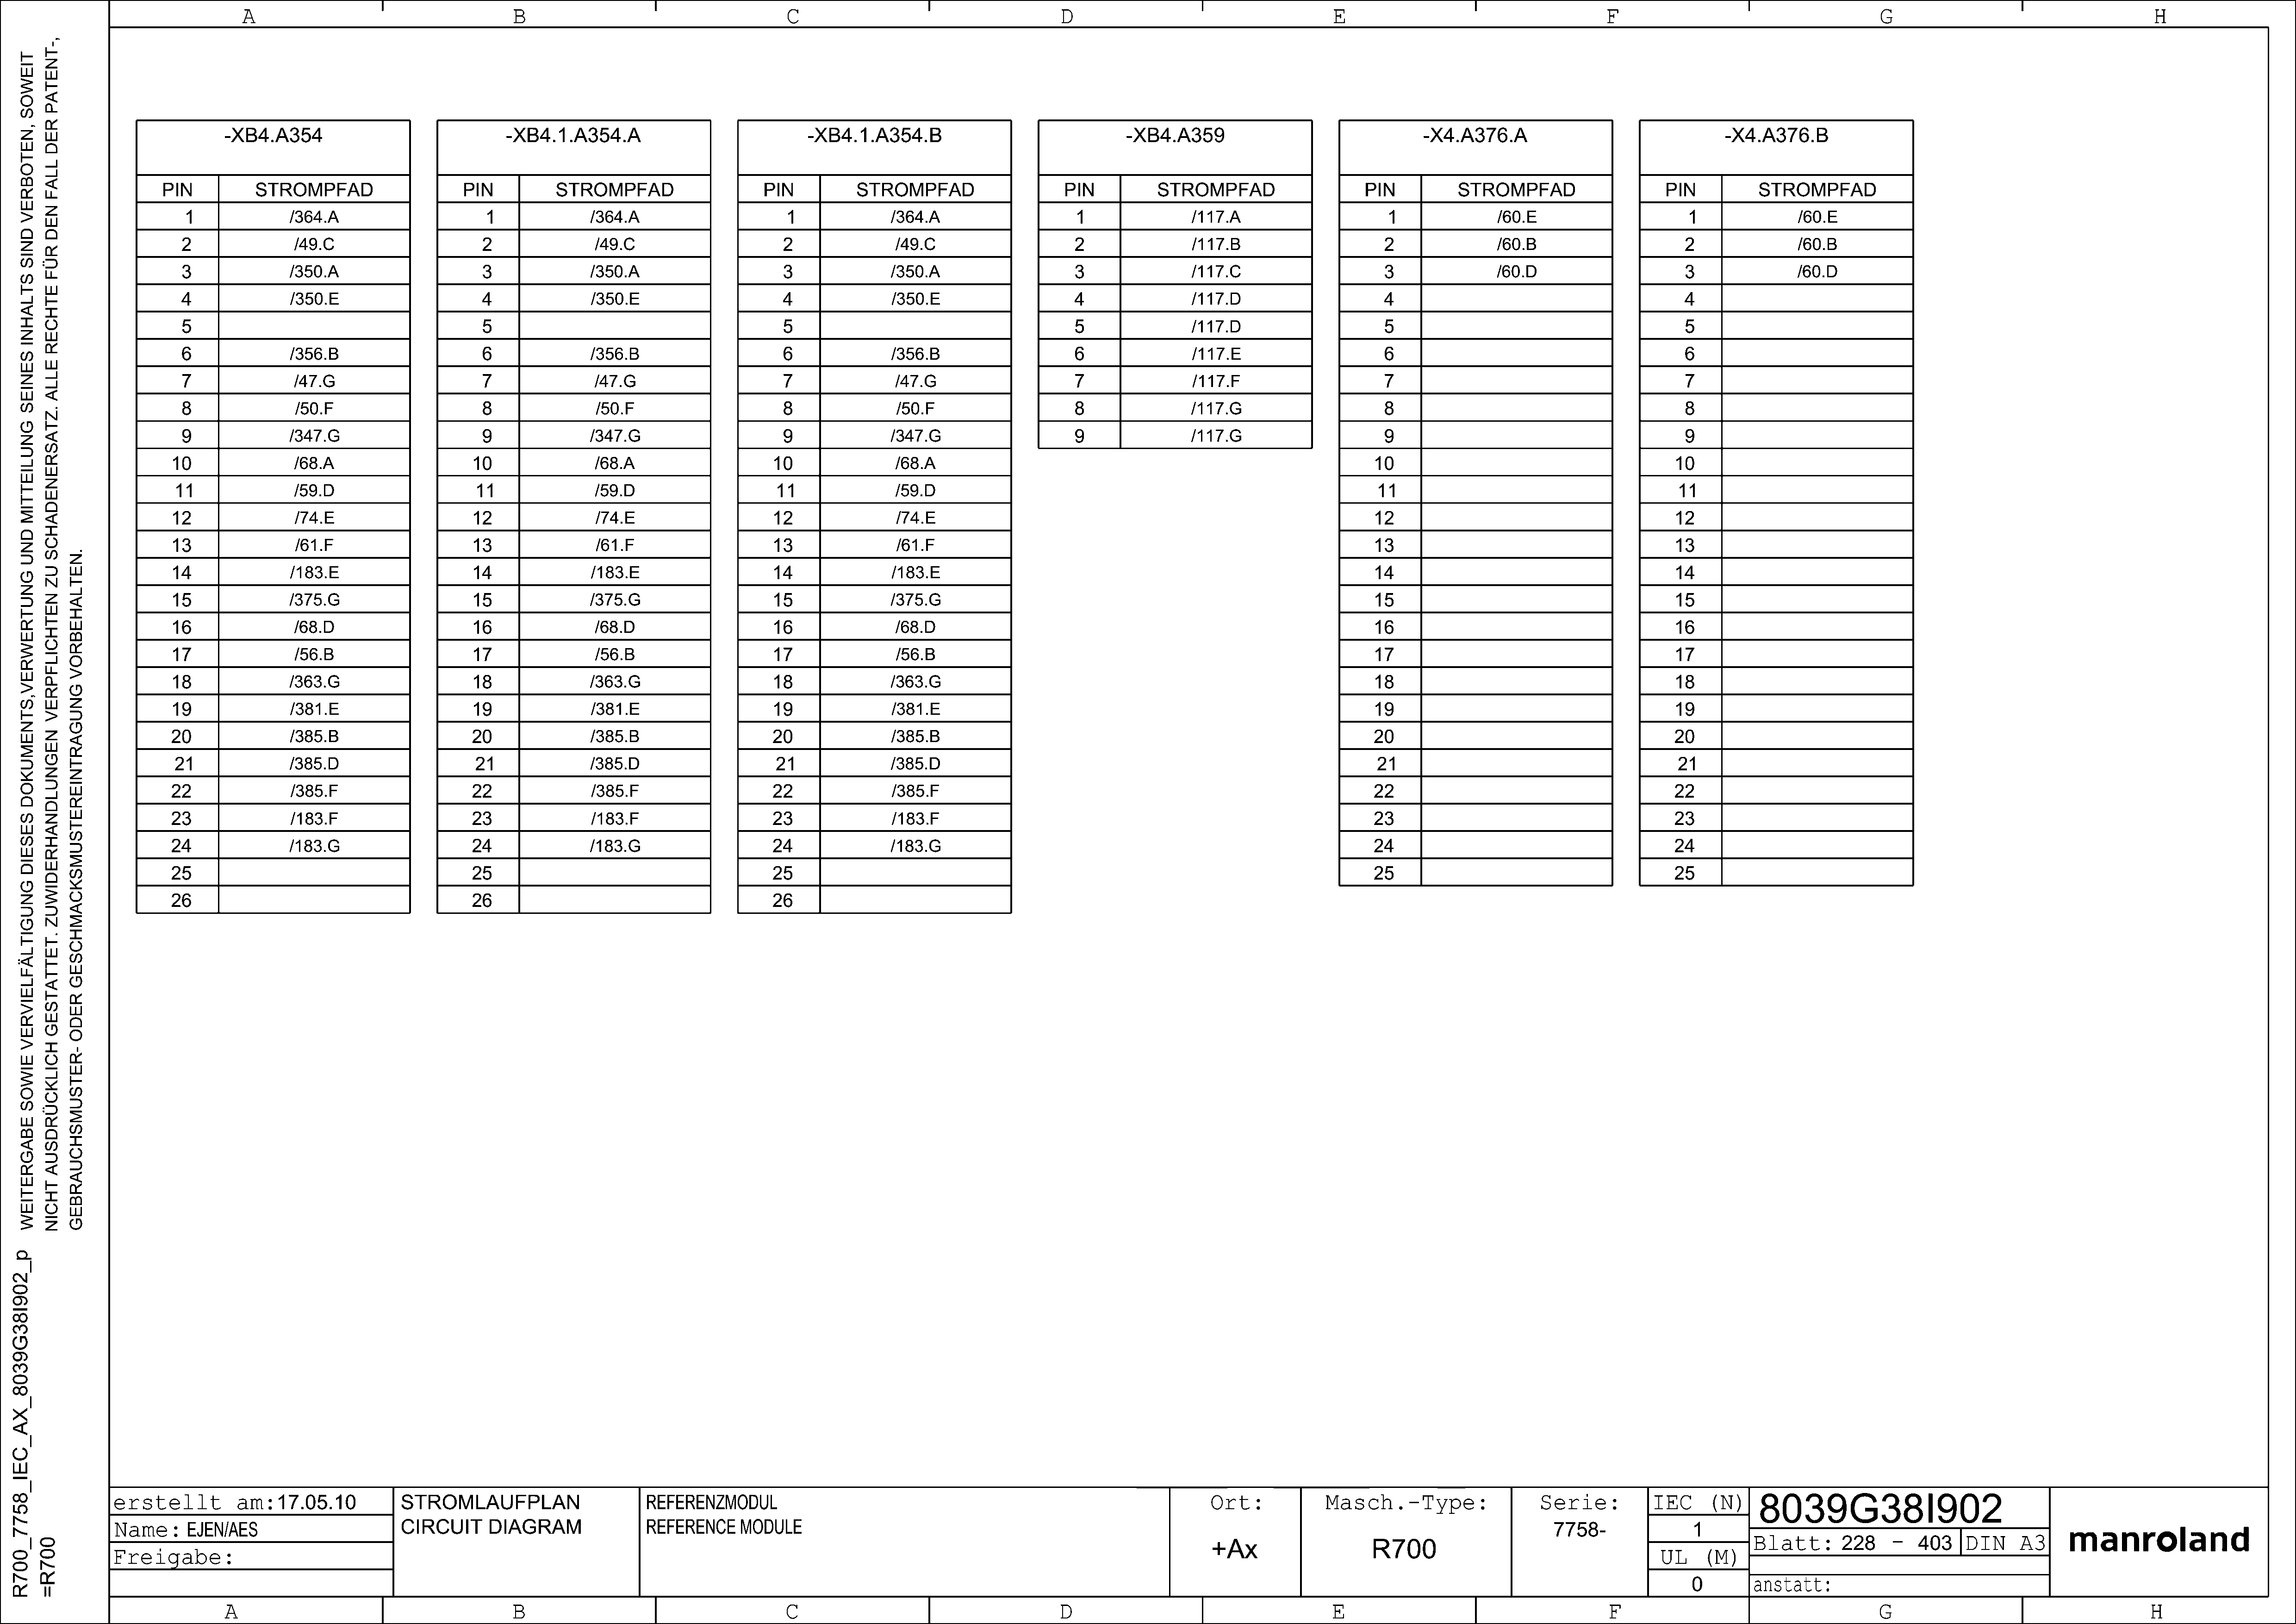 A B C D E F G H
WEITERGABE SOWIE VERVIELFÄLTIGUNG DIESES DOKUMENTS,VERWERTUNG UND MITTEILUNG SEINES INHALTS SIND VERBOTEN, SOWEIT
NICHT AUSDRÜCKLICH GESTATTET. ZUWIDERHANDLUNGEN VERPFLICHTEN ZU SCHADENERSATZ. ALLE RECHTE FÜR DEN FALL DER PATENT-,
GEBRAUCHSMUSTER- ODER GESCHMACKSMUSTEREINTRAGUNG VORBEHALTEN.
R700_7758_IEC_AX_8039G38I902_p
=R700
-XB4.A354 -XB4.1.A354.A -XB4.1.A354.B -XB4.A359 -X4.A376.A -X4.A376.B
PIN STROMPFAD PIN STROMPFAD PIN STROMPFAD PIN STROMPFAD PIN STROMPFAD PIN STROMPFAD
1 /364.A 1 /364.A 1 /364.A 1 /117.A 1 /60.E 1 /60.E
2 /49.C 2 /49.C 2 /49.C 2 /117.B 2 /60.B 2 /60.B
3 /350.A 3 /350.A 3 /350.A 3 /117.C 3 /60.D 3 /60.D
4 /350.E 4 /350.E 4 /350.E 4 /117.D 4 4
5 5 5 5 /117.D 5 5
6 /356.B 6 /356.B 6 /356.B 6 /117.E 6 6
7 /47.G 7 /47.G 7 /47.G 7 /117.F 7 7
8 /50.F 8 /50.F 8 /50.F 8 /117.G 8 8
9 /347.G 9 /347.G 9 /347.G 9 /117.G 9 9
10 /68.A 10 /68.A 10 /68.A 10 10
11 /59.D 11 /59.D 11 /59.D 11 11
12 /74.E 12 /74.E 12 /74.E 12 12
13 /61.F 13 /61.F 13 /61.F 13 13
14 /183.E 14 /183.E 14 /183.E 14 14
15 /375.G 15 /375.G 15 /375.G 15 15
16 /68.D 16 /68.D 16 /68.D 16 16
17 /56.B 17 /56.B 17 /56.B 17 17
18 /363.G 18 /363.G 18 /363.G 18 18
19 /381.E 19 /381.E 19 /381.E 19 19
20 /385.B 20 /385.B 20 /385.B 20 20
21 /385.D 21 /385.D 21 /385.D 21 21
22 /385.F 22 /385.F 22 /385.F 22 22
23 /183.F 23 /183.F 23 /183.F 23 23
24 /183.G 24 /183.G 24 /183.G 24 24
25 25 25 25 25
26 26 26
erstellt am:17.05.10
Name: EJEN/AES
Freigabe:
STROMLAUFPLAN
CIRCUIT DIAGRAM
REFERENZMODUL
REFERENCE MODULE
Ort:
+Ax
Masch.-Type:
R700
Serie:
7758-
IEC (N)
1
UL (M)
0
8039G38I902
Blatt: 228 - 403 DIN A3
anstatt:
manroland
A B C D E F G H